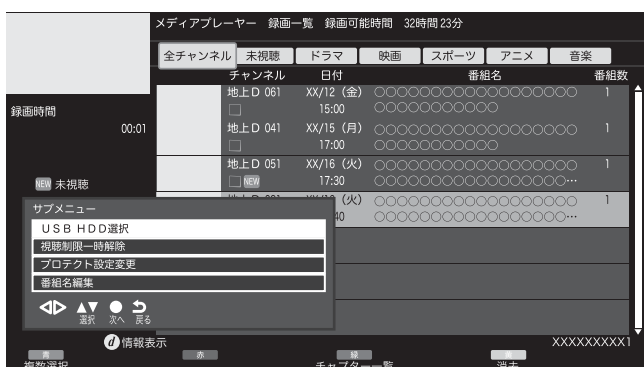 メディアプレーヤー 録画一覧 録画可能時間 32時間23分
全チャンネル 未視聴 ドラマ 映画 スポーツ アニメ 音楽
チャンネル 日付 番組名 番組数
地上D 061 XX/12 (金) ○○○○○○○○○○○○○○○○○○ 1
15:00 ○○○○○○○○○○○
録画時間
00:01
地上D 041 XX/15 (月) ○○○○○○○○○○○○○○○○○○ 1
17:00 ○○○○○○○○○○○
地上D 051 XX/16 (火) ○○○○○○○○○○○○○○○○○○ 1
NEW 17:30 ○○○○○○○○○○○○○○○○○…
NEW 未視聴
(火) ○○○○○○○○○○○○○○○○○○ 1
40 ○○○○○○○○○○○○○○○○○…
サブメニュー
USB HDD選択
視聴制限一時解除
プロテクト設定変更
番組名編集
選択 次へ 戻る
d 情報表示
XXXXXXXXX1
青 赤 緑
複数選択 チャプター一覧 消去